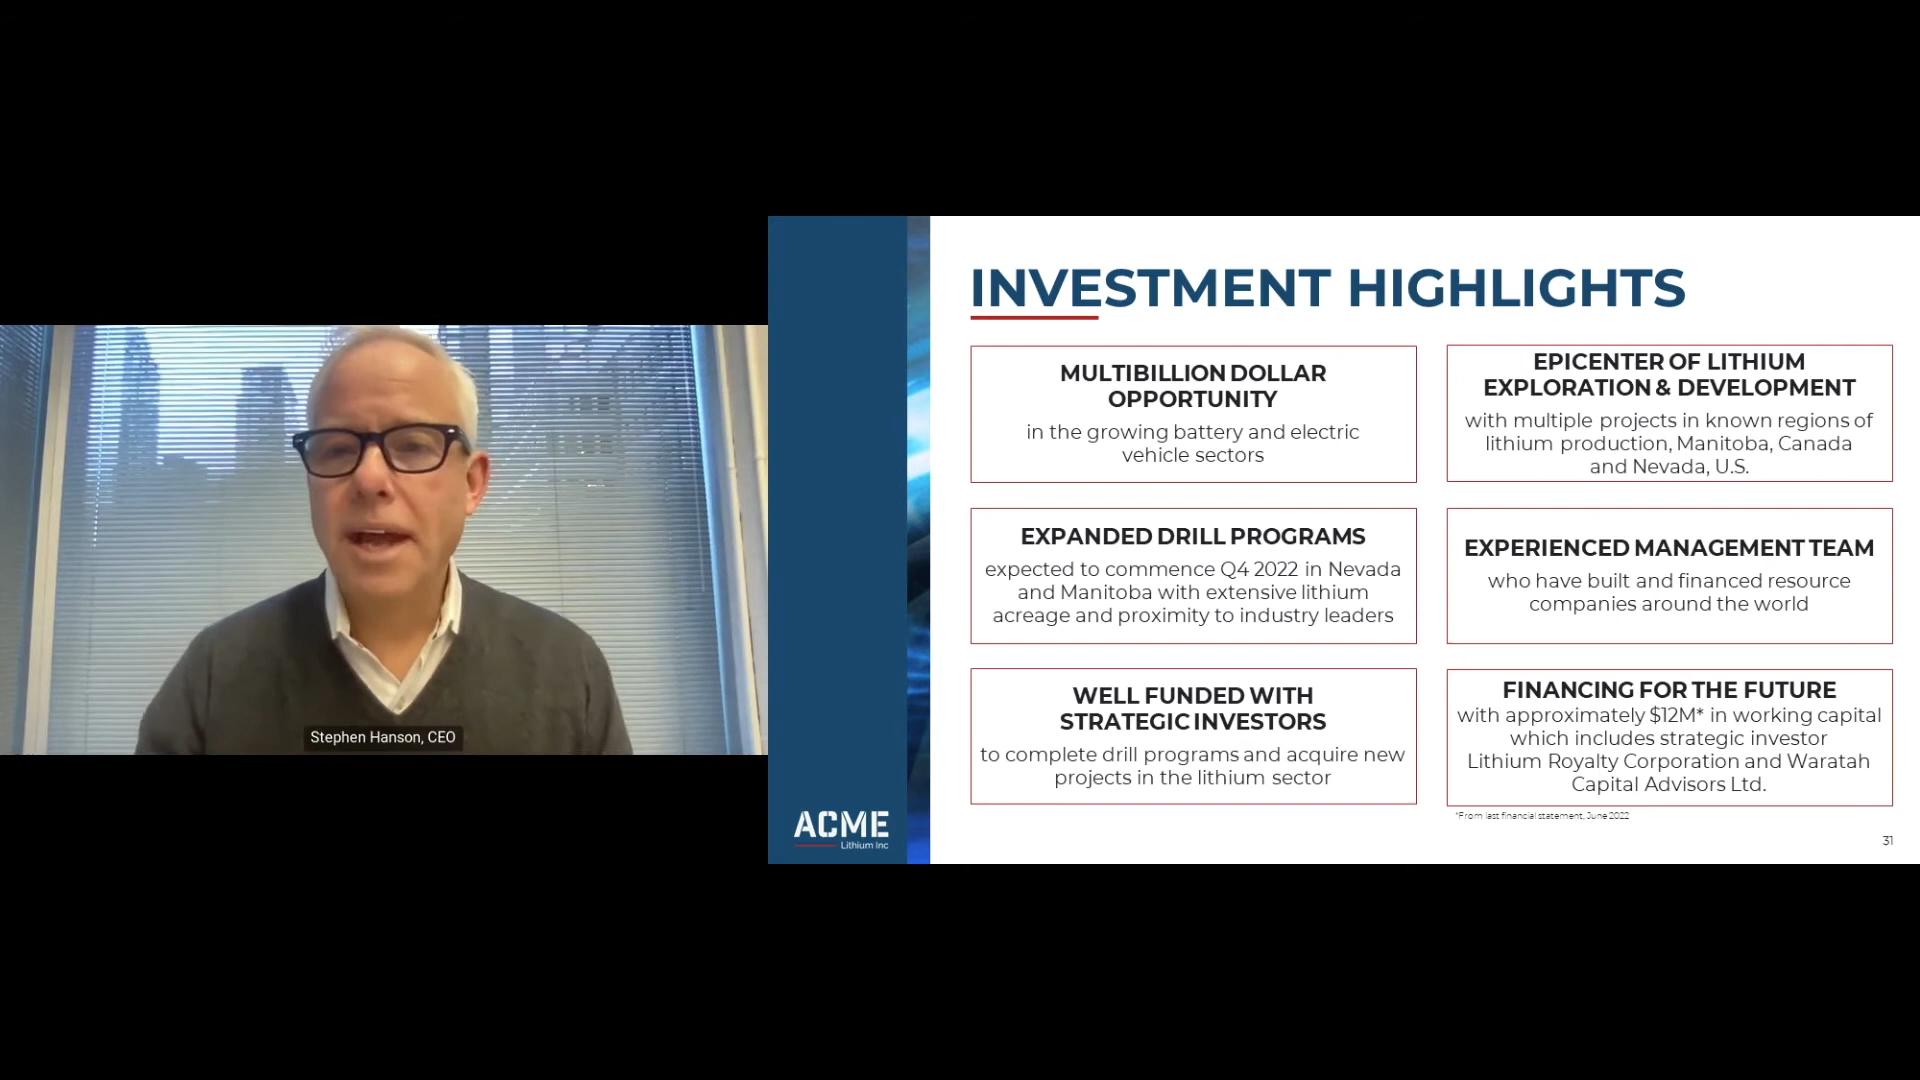 Stephen Hanson, CEO
INVESTMENT HIGHLIGHTS
MULTIBILLION DOLLAR
OPPORTUNITY
in the growing battery and electric
vehicle sectors
EPICENTER OF LITHIUM
EXPLORATION & DEVELOPMENT
with multiple projects in known regions of
lithium production, Manitoba, Canada
and Nevada, U.S.
EXPANDED DRILL PROGRAMS
expected to commence Q4 2022 in Nevada
and Manitoba with extensive lithium
acreage and proximity to industry leaders
EXPERIENCED MANAGEMENT TEAM
who have built and financed resource
companies around the world
WELL FUNDED WITH
STRATEGIC INVESTORS
to complete drill programs and acquire new
projects in the lithium sector
FINANCING FOR THE FUTURE
with approximately $12M* in working capital
which includes strategic investor
Lithium Royalty Corporation and Waratah
Capital Advisors Ltd.
*From last financial statement, June 2022
ACME
Lithium Inc
31